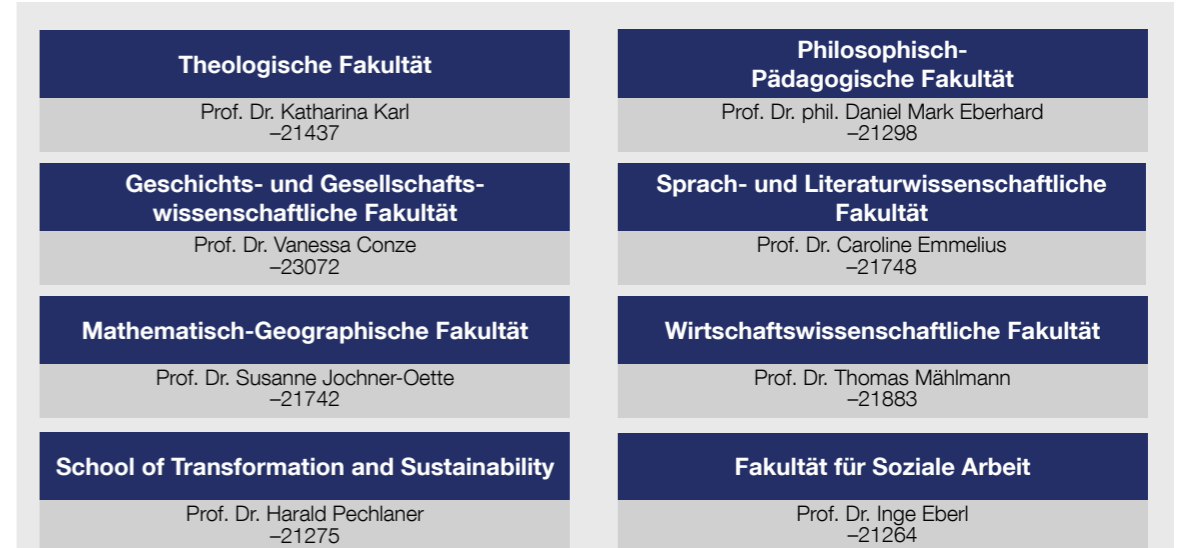 Theologische Fakultät
Prof. Dr. Katharina Karl
–21437
Philosophisch-
Pädagogische Fakultät
Prof. Dr. phil. Daniel Mark Eberhard
–21298
Geschichts- und Gesellschafts-
wissenschaftliche Fakultät
Prof. Dr. Vanessa Conze
–23072
Sprach- und Literaturwissenschaftliche
Fakultät
Prof. Dr. Caroline Emmelius
–21748
Mathematisch-Geographische Fakultät
Prof. Dr. Susanne Jochner-Oette
–21742
Wirtschaftswissenschaftliche Fakultät
Prof. Dr. Thomas Mählmann
–21883
School of Transformation and Sustainability
Prof. Dr. Harald Pechlaner
–21275
Fakultät für Soziale Arbeit
Prof. Dr. Inge Eberl
–21264